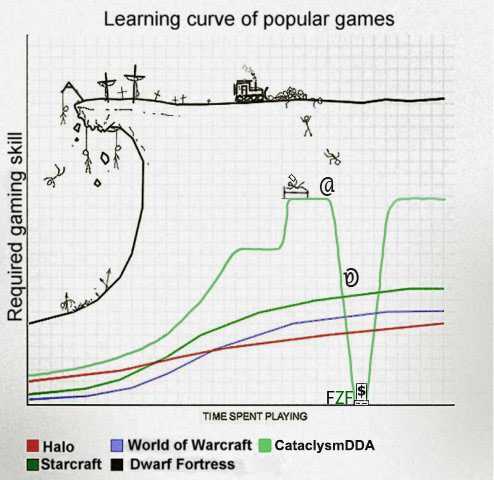 Learning curve of popular games
Required gaming skill
@
@
FZF $
TIME SPENT PLAYING
Halo World of Warcraft CataclysmDDA
Starcraft Dwarf Fortress